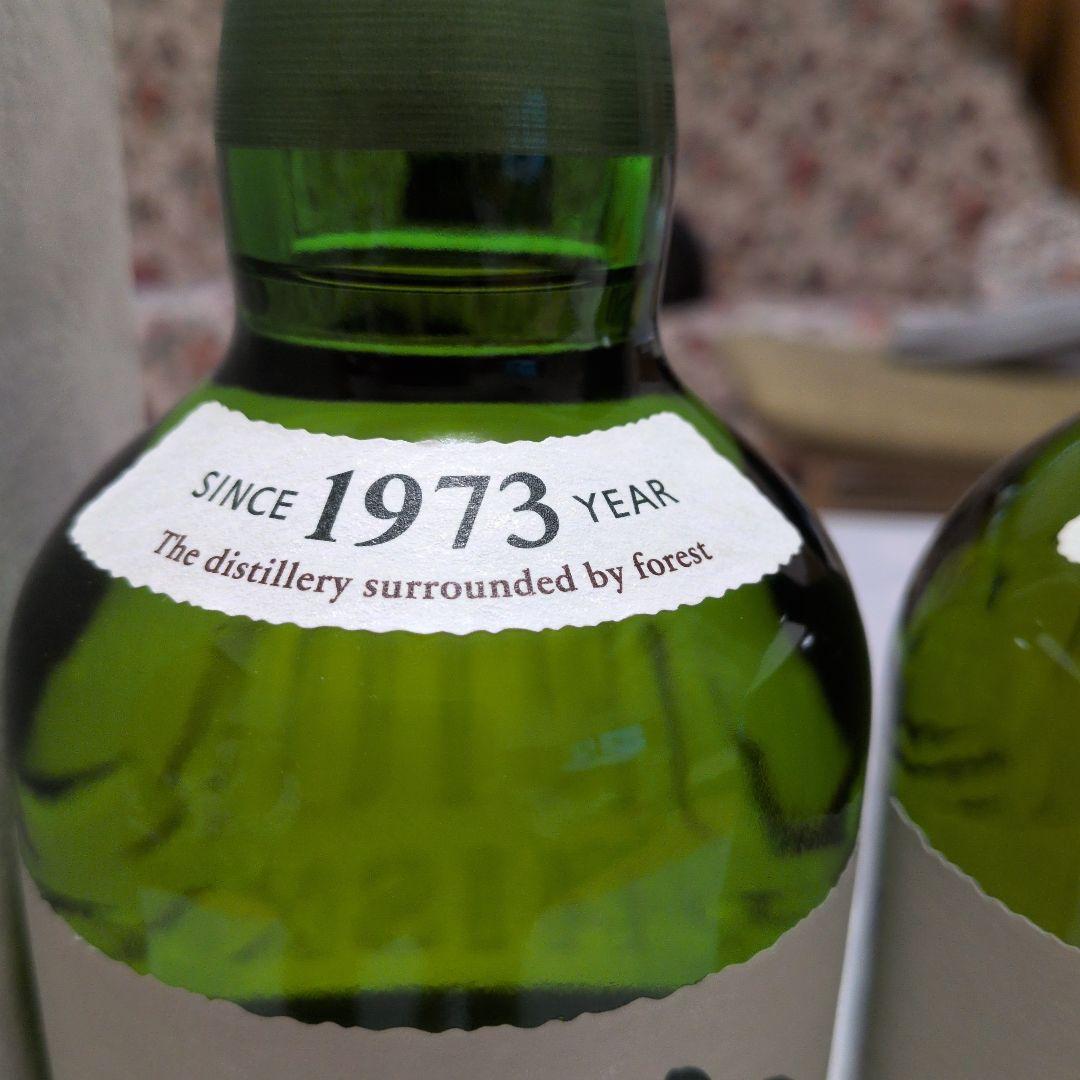 SINCE 1973 YEAR
The distillery surrounded by forest